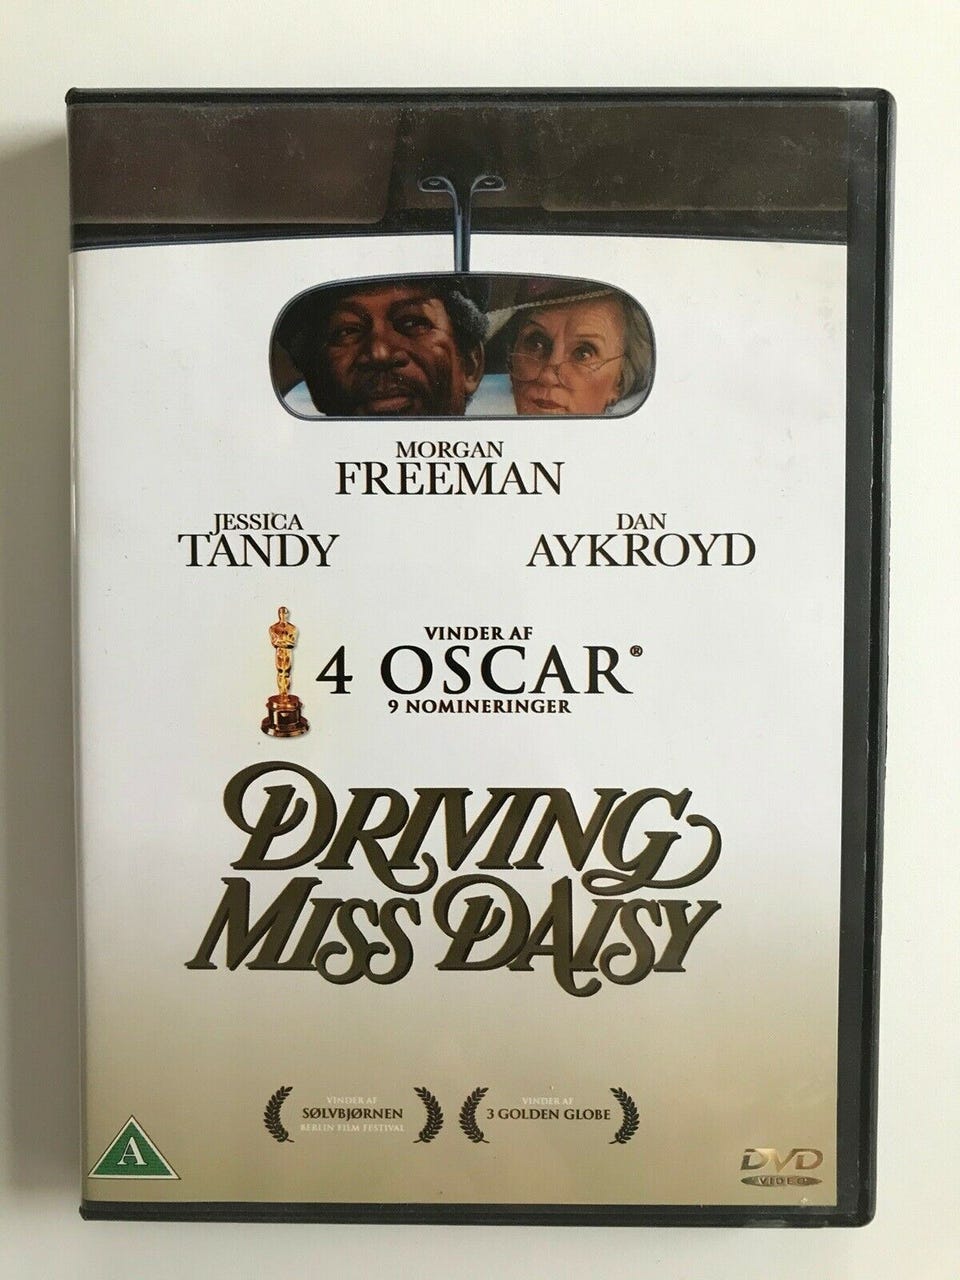 MORGAN
FREEMAN
JESSICA
TANDY
DAN
AYKROYD
VINDER AF
4 OSCAR®
9 NOMINERINGER
DRIVING
MISS DAISY
VINDER AF
SØLVBJØRNEN
BERLIN FILM FESTIVAL
VINDER AF
3 GOLDEN GLOBE
A
DVD
VIDEO